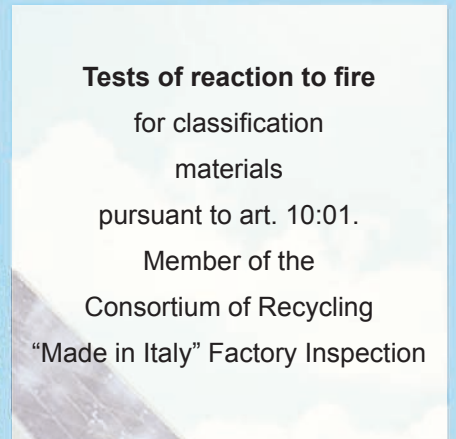 Tests of reaction to fire
for classification
materials
pursuant to art. 10:01.
Member of the
Consortium of Recycling
“Made in Italy” Factory Inspection